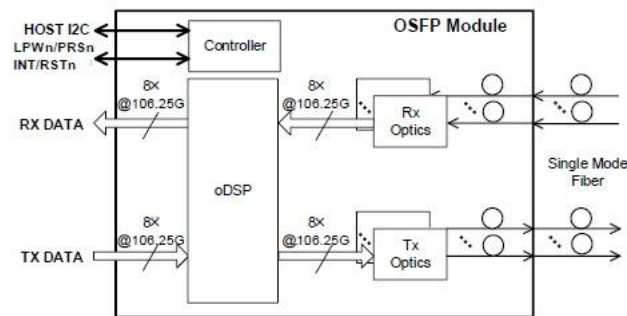 OSFP Module
HOST I2C
LPWn/PRSn
INT/RSTn
Controller
8×
@106.25G
8×
@106.25G
RX DATA
Rx
Optics
oDSP
Single Mode
Fiber
8×
@106.25G
8×
@106.25G
TX DATA
Tx
Optics